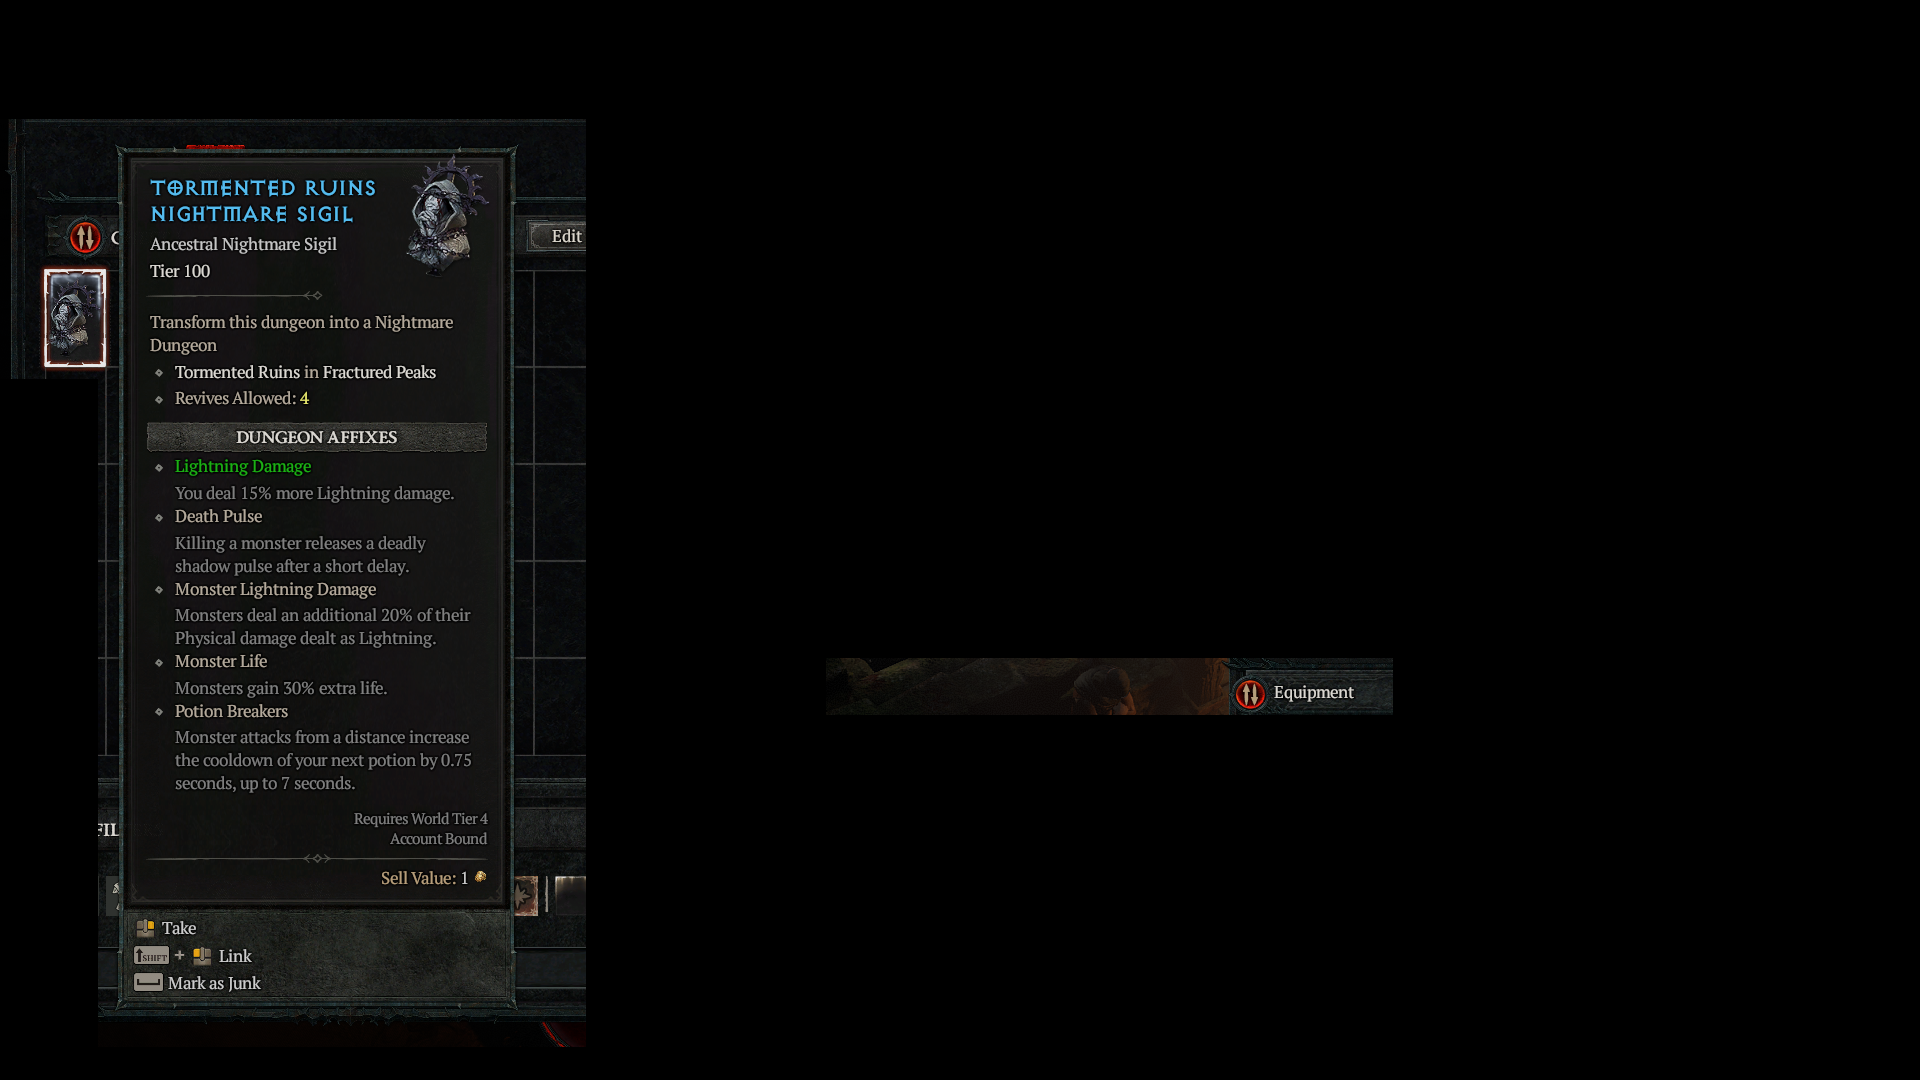 TORMENTED RUINS
NIGHTMARE SIGIL
Ancestral Nightmare Sigil
Tier 100
Edit
Transform this dungeon into a Nightmare
Dungeon
Tormented Ruins in Fractured Peaks
Revives Allowed: 4
DUNGEON AFFIXES
Lightning Damage
You deal 15% more Lightning damage.
Death Pulse
Killing a monster releases a deadly
shadow pulse after a short delay.
Monster Lightning Damage
Monsters deal an additional 20% of their
Physical damage dealt as Lightning.
Monster Life
Monsters gain 30% extra life.
Potion Breakers
Monster attacks from a distance increase
the cooldown of your next potion by 0.75
seconds, up to 7 seconds.
Requires World Tier 4
Account Bound
Sell Value: 1
Take
SHIFT + Link
Mark as Junk
Equipment